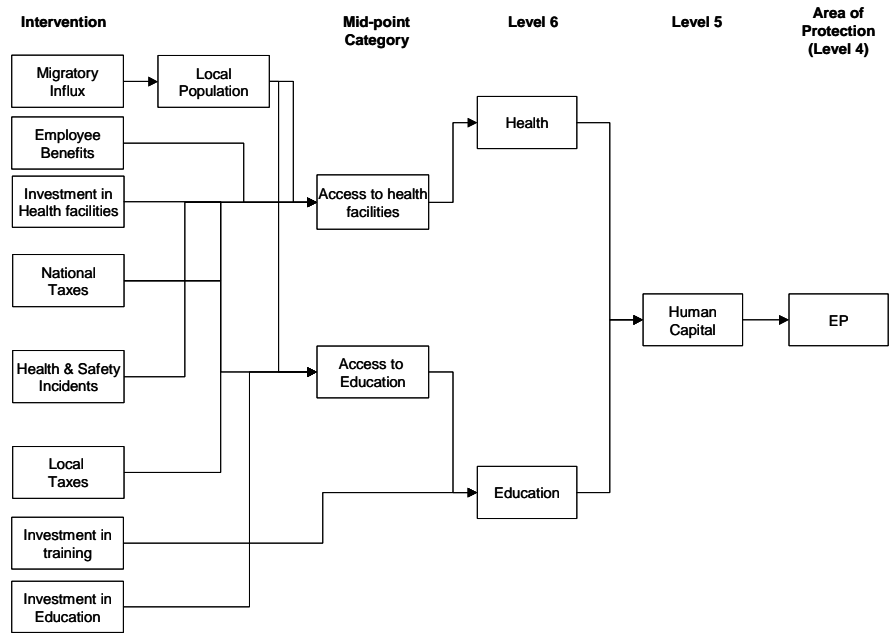 Intervention
Mid-point
Category
Level 6
Level 5
Area of
Protection
(Level 4)
Migratory
Influx
Local
Population
Employee
Benefits
Investment in
Health facilities
National
Taxes
Health & Safety
Incidents
Local
Taxes
Investment in
training
Investment in
Education
Access to health
facilities
Access to
Education
Health
Education
Human
Capital
EP